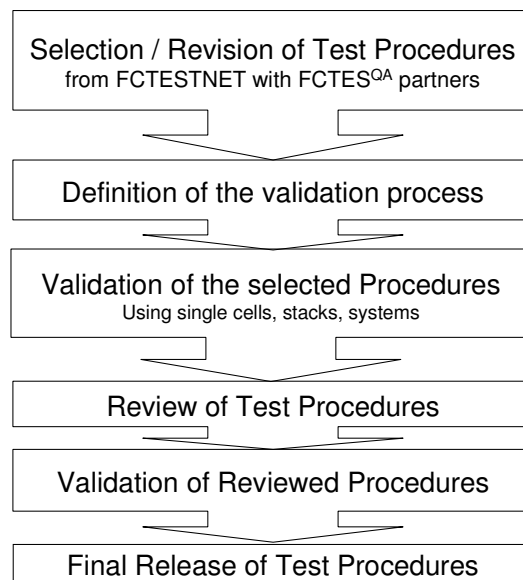 Selection / Revision of Test Procedures
from FCTESTNET with FCTES^QA partners
Definition of the validation process
Validation of the selected Procedures
Using single cells, stacks, systems
Review of Test Procedures
Validation of Reviewed Procedures
Final Release of Test Procedures